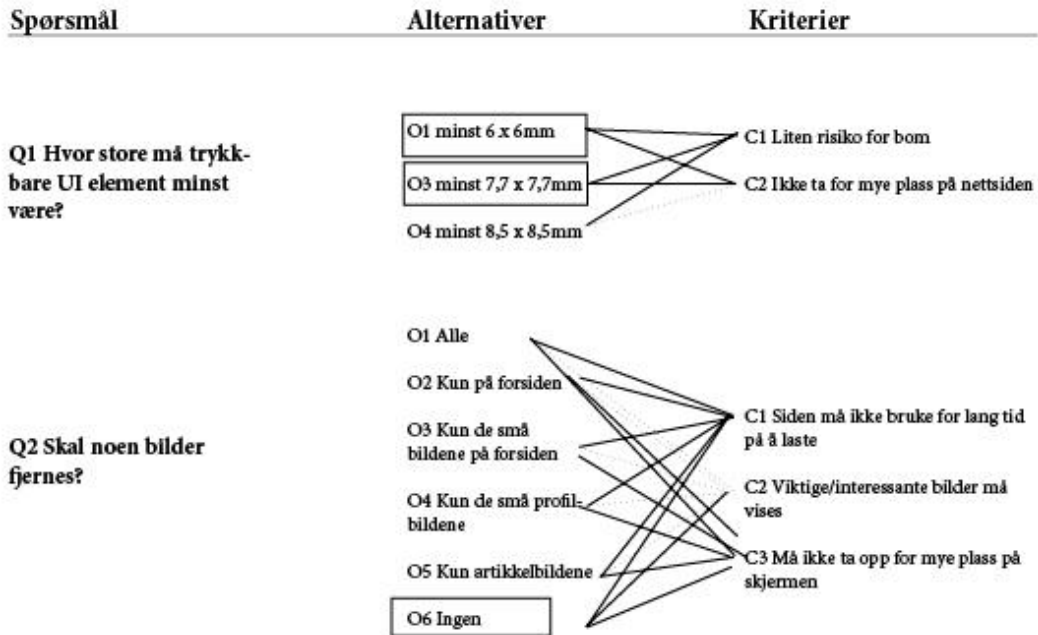 Spørsmål
Alternativer
Kriterier
Q1 Hvor store må trykk-
bare UI element minst
være?
O1 minst 6 x 6mm
O3 minst 7,7 x 7,7mm
O4 minst 8,5 x 8,5mm
C1 Liten risiko for bom
C2 Ikke ta for mye plass på nettsiden
Q2 Skal noen bilder
fjernes?
O1 Alle
O2 Kun på forsiden
O3 Kun de små
bildene på forsiden
O4 Kun de små profil-
bildene
O5 Kun artikkelbildene
O6 Ingen
C1 Siden må ikke bruke for lang tid
på å laste
C2 Viktige/interessante bilder må
vises
C3 Må ikke ta opp for mye plass på
skjermen